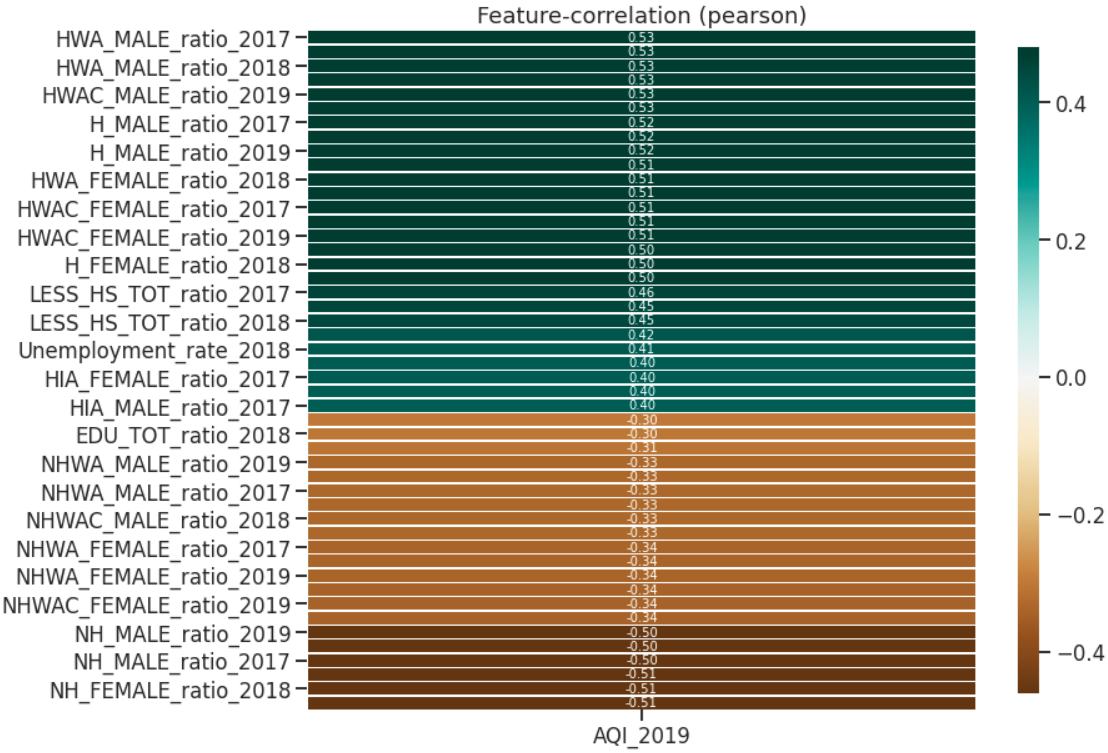 Feature-correlation (pearson)
HWA_MALE_ratio_2017 0.53
0.53
HWA_MALE_ratio_2018 0.53
0.53
HWAC_MALE_ratio_2019 0.53
0.53
H_MALE_ratio_2017 0.52
0.52
H_MALE_ratio_2019 0.52
0.51
HWA_FEMALE_ratio_2018 0.51
0.51
HWAC_FEMALE_ratio_2017 0.51
0.51
HWAC_FEMALE_ratio_2019 0.51
0.50
H_FEMALE_ratio_2018 0.50
0.50
LESS_HS_TOT_ratio_2017 0.46
0.45
LESS_HS_TOT_ratio_2018 0.45
0.42
Unemployment_rate_2018 0.41
0.40
HIA_FEMALE_ratio_2017 0.40
0.40
HIA_MALE_ratio_2017 0.40
-0.30
EDU_TOT_ratio_2018 -0.30
-0.31
NHWA_MALE_ratio_2019 -0.33
-0.33
NHWA_MALE_ratio_2017 -0.33
-0.33
NHWAC_MALE_ratio_2018 -0.33
-0.33
NHWA_FEMALE_ratio_2017 -0.34
-0.34
NHWA_FEMALE_ratio_2019 -0.34
-0.34
NHWAC_FEMALE_ratio_2019 -0.34
-0.34
NH_MALE_ratio_2019 -0.50
-0.50
NH_MALE_ratio_2017 -0.50
-0.51
NH_FEMALE_ratio_2018 -0.51
-0.51
AQI_2019
0.4
0.2
0.0
−0.2
−0.4